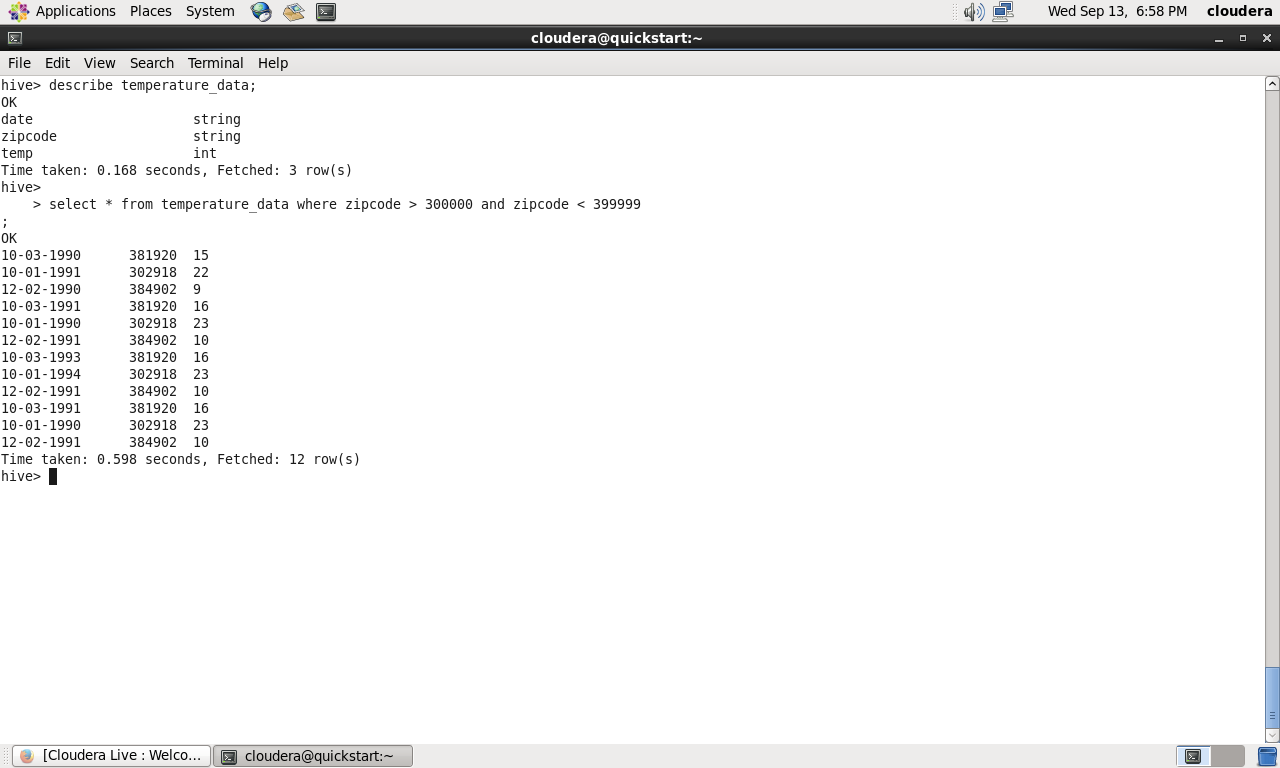 Applications Places System Wed Sep 13, 6:58 PM cloudera
cloudera@quickstart:~
File Edit View Search Terminal Help
hive> describe temperature_data;
OK
date                    string
zipcode                 string
temp                    int
Time taken: 0.168 seconds, Fetched: 3 row(s)
hive>
    > select * from temperature_data where zipcode > 300000 and zipcode < 399999
;
OK
10-03-1990      381920  15
10-01-1991      302918  22
12-02-1990      384902  9
10-03-1991      381920  16
10-01-1990      302918  23
12-02-1991      384902  10
10-03-1993      381920  16
10-01-1994      302918  23
12-02-1991      384902  10
10-03-1991      381920  16
10-01-1990      302918  23
12-02-1991      384902  10
Time taken: 0.598 seconds, Fetched: 12 row(s)
hive>
[Cloudera Live : Welco... cloudera@quickstart:~